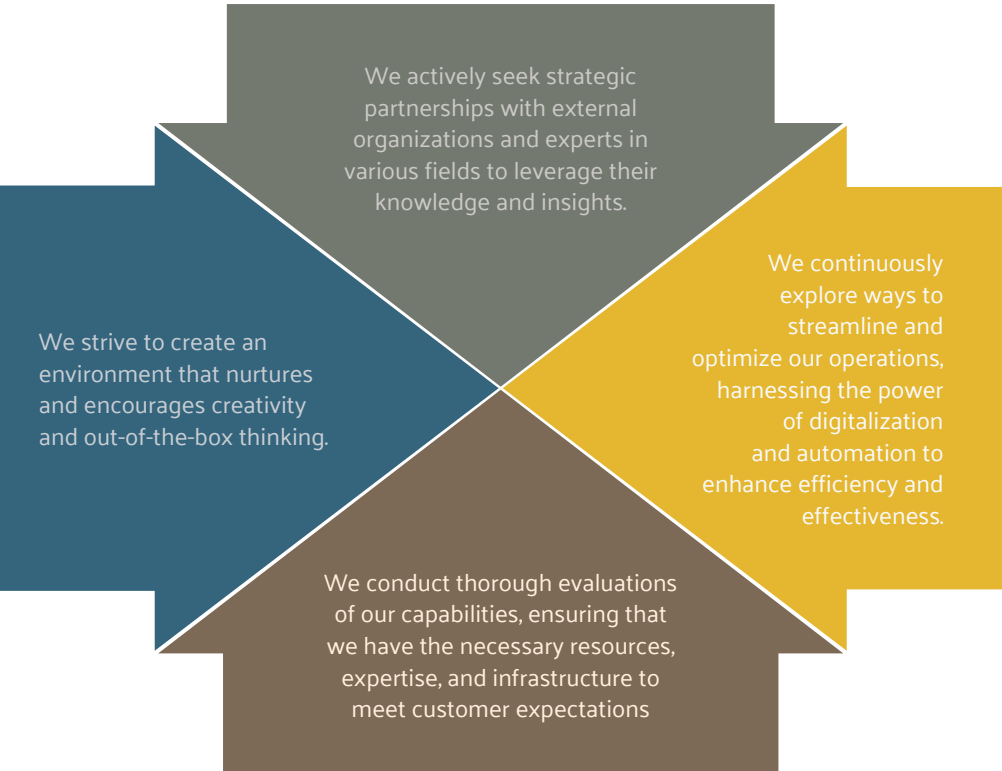 We actively seek strategic
partnerships with external
organizations and experts in
various fields to leverage their
knowledge and insights.
We strive to create an
environment that nurtures
and encourages creativity
and out-of-the-box thinking.
We continuously
explore ways to
streamline and
optimize our operations,
harnessing the power
of digitalization
and automation to
enhance efficiency and
effectiveness.
We conduct thorough evaluations
of our capabilities, ensuring that
we have the necessary resources,
expertise, and infrastructure to
meet customer expectations